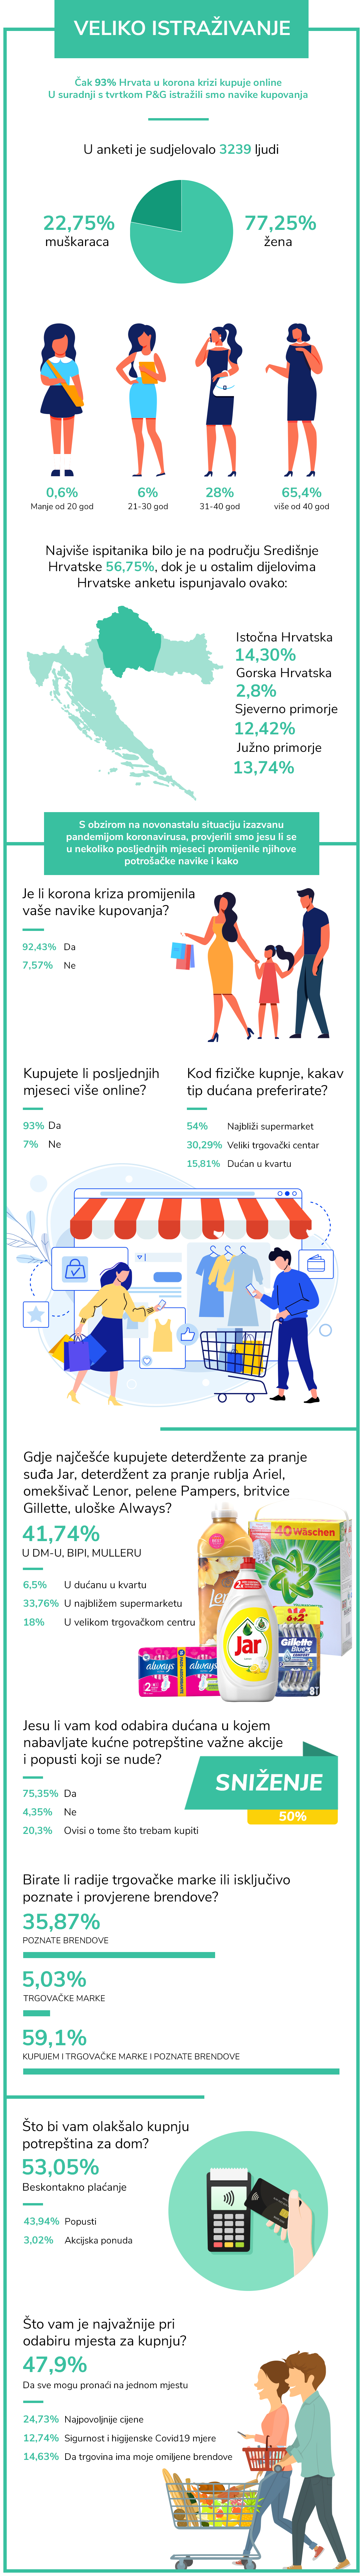 VELIKO ISTRAŽIVANJE
Čak 93% Hrvata u korona krizi kupuje online
U suradnji s tvrtkom P&G istražili smo navike kupovanja
U anketi je sudjelovalo 3239 ljudi
22,75%
muškaraca
77,25%
žena
0,6%
Manje od 20 god
6%
21-30 god
28%
31-40 god
65,4%
više od 40 god
Najviše ispitanika bilo je na području Središnje
Hrvatske 56,75%, dok je u ostalim dijelovima
Hrvatske anketu ispunjavalo ovako:
Istočna Hrvatska
14,30%
Gorska Hrvatska
2,8%
Sjeverno primorje
12,42%
Južno primorje
13,74%
S obzirom na novonastalu situaciju izazvanu
pandemijom koronavirusa, provjerili smo jesu li se
u nekoliko posljednjih mjeseci promijenile njihove
potrošačke navike i kako
Je li korona kriza promijenila
vaše navike kupovanja?
92,43% Da
7,57% Ne
Kupujete li posljednjih
mjeseci više online?
93% Da
7% Ne
Kod fizičke kupnje, kakav
tip dućana preferirate?
54% Najbliži supermarket
30,29% Veliki trgovački centar
15,81% Dućan u kvartu
Gdje najčešće kupujete deterdžente za pranje
suđa Jar, deterdžent za pranje rublja Ariel,
omekšivač Lenor, pelene Pampers, britvice
Gillette, uloške Always?
41,74%
U DM-U, BIPI, MULLERU
6,5% U dućanu u kvartu
33,76% U najbližem supermarketu
18% U velikom trgovačkom centru
40 Wäschen
Jar
always
always
6+2
Gillette
Blue3
Jesu li vam kod odabira dućana u kojem
nabavljate kućne potrepštine važne akcije
i popusti koji se nude?
75,35% Da
4,35% Ne
20,3% Ovisi o tome što trebam kupiti
SNIŽENJE
50%
Birate li radije trgovačke marke ili isključivo
poznate i provjerene brendove?
35,87%
POZNATE BRENDOVE
5,03%
TRGOVAČKE MARKE
59,1%
KUPUJEM I TRGOVAČKE MARKE I POZNATE BRENDOVE
Što bi vam olakšalo kupnju
potrepština za dom?
53,05%
Beskontakno plaćanje
43,94% Popusti
3,02% Akcijska ponuda
Što vam je najvažnije pri
odabiru mjesta za kupnju?
47,9%
Da sve mogu pronaći na jednom mjestu
24,73% Najpovoljnije cijene
12,74% Sigurnost i higijenske Covid19 mjere
14,63% Da trgovina ima moje omiljene brendove